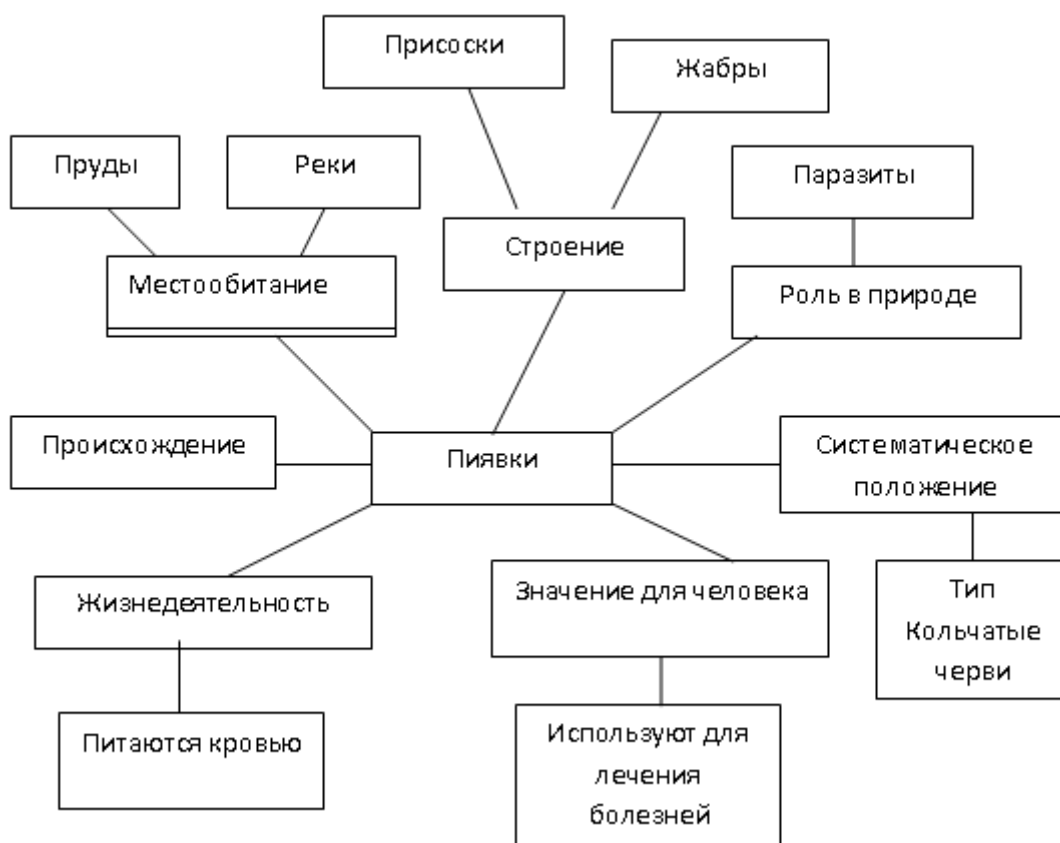 Присоски
Жабры
Пруды
Реки
Паразиты
Строение
Местообитание
Роль в природе
Происхождение
Пиявки
Систематическое
положение
Жизнедеятельность
Значение для человека
Тип
Кольчатые
черви
Питаются кровью
Используют для
лечения
болезней